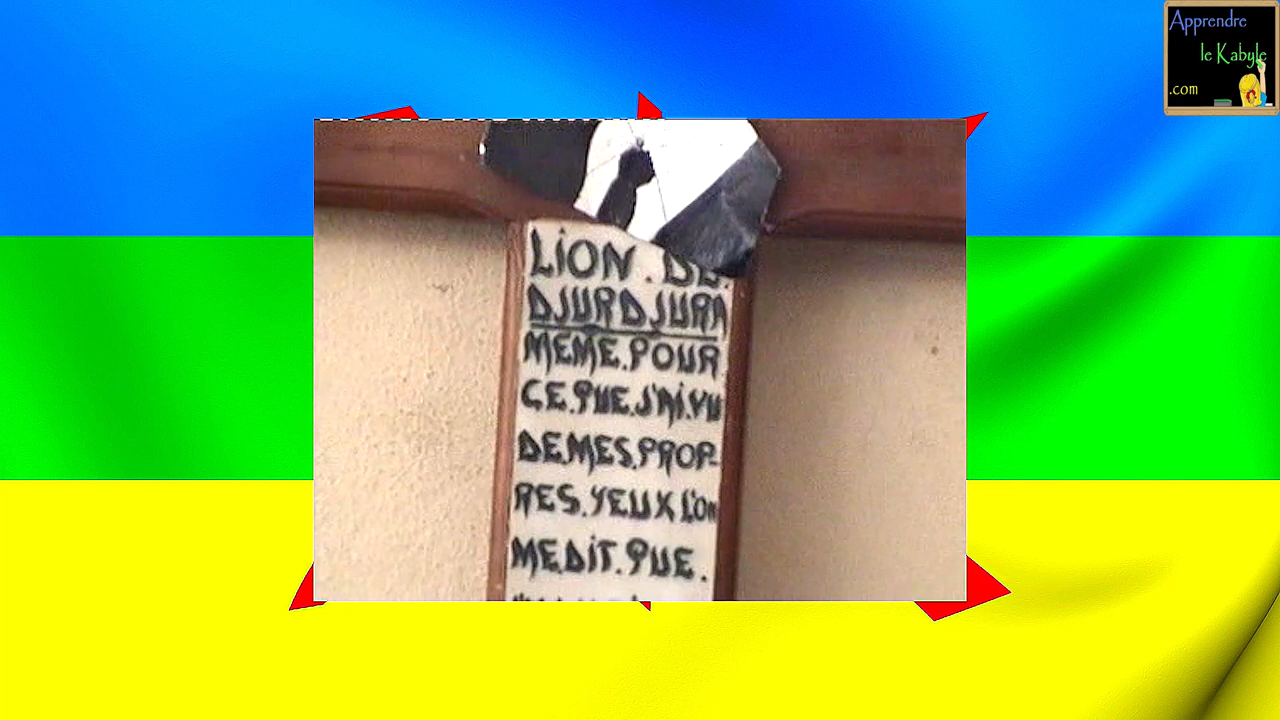 Apprendre
le Kabyle
.com
LiON.DE.
DJURDJURA
MEME.POUR
CE.QUE.J'Ai.VU
DE.MES.PROP-
RES.YEUX L'ON
ME.DiT.QUE.